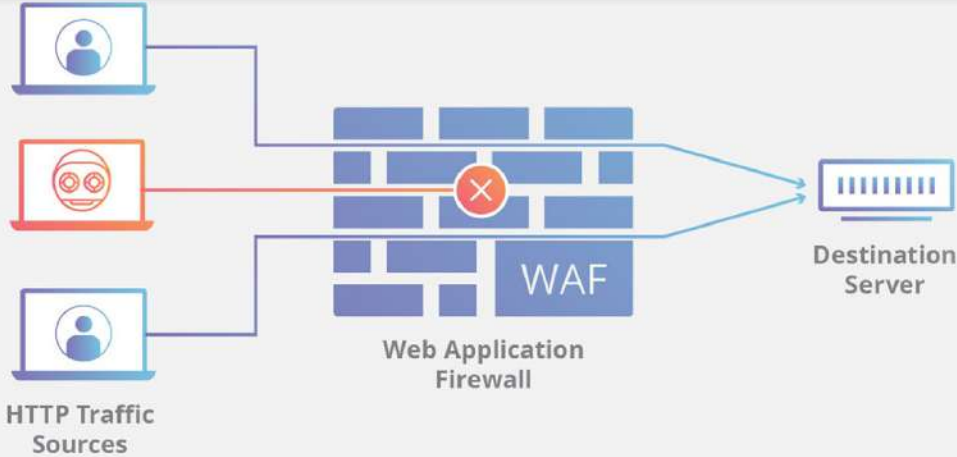 WAF
Web Application
Firewall
Destination
Server
HTTP Traffic
Sources